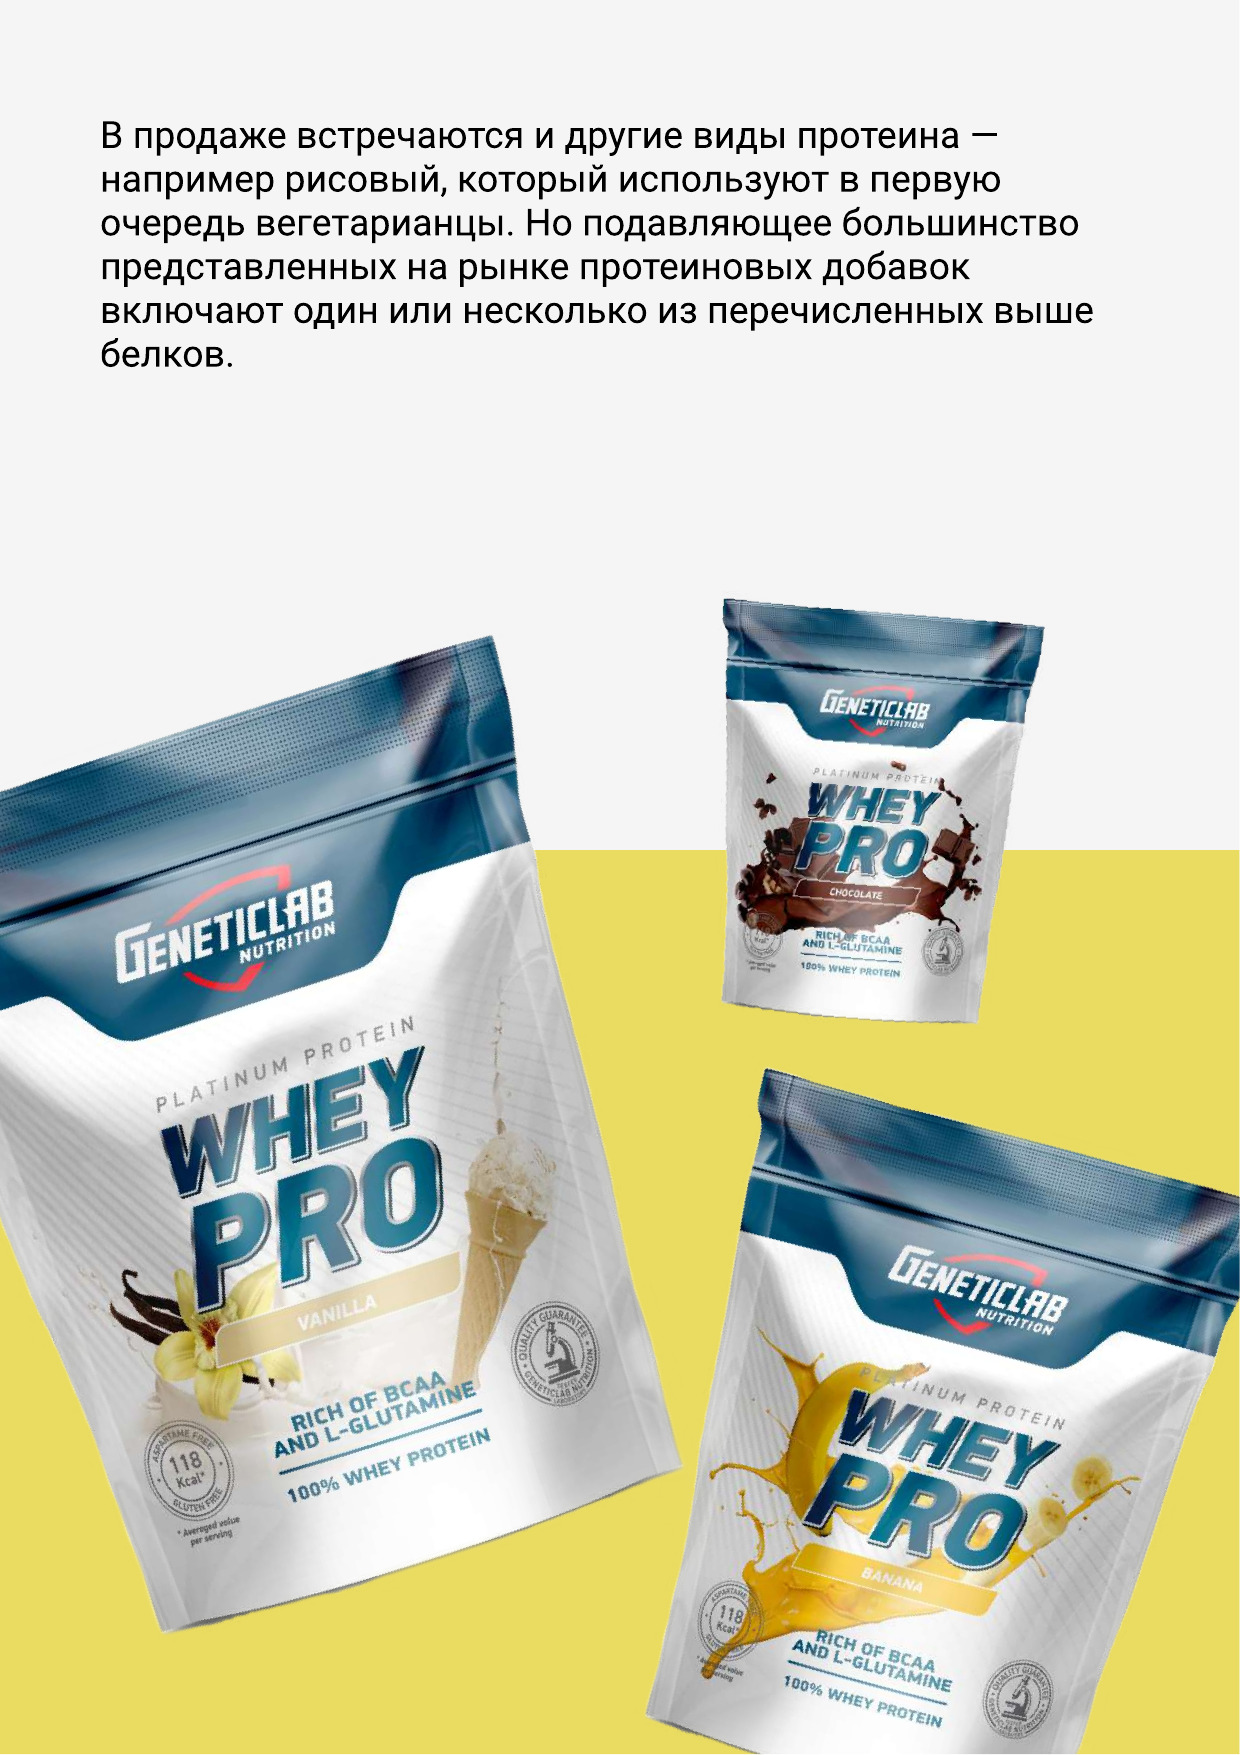 В продаже встречаются и другие виды протеина —
например рисовый, который используют в первую
очередь вегетарианцы. Но подавляющее большинство
представленных на рынке протеиновых добавок
включают один или несколько из перечисленных выше
белков.
GENETICLAB
NUTRITION
PLATINUM PROTEIN
WHEY
PRO
CHOCOLATE
RICH OF BCAA
AND L-GLUTAMINE
100% WHEY PROTEIN
GENETICLAB
NUTRITION
PLATINUM PROTEIN
WHEY
PRO
VANILLA
RICH OF BCAA
AND L-GLUTAMINE
100% WHEY PROTEIN
ASPARTAME FREE
118
Kcal*
GLUTEN FREE
* Averaged value
per serving
QUALITY GUARANTEE
GENETICLAB NUTRITION
GENETICLAB
NUTRITION
PLATINUM PROTEIN
WHEY
PRO
BANANA
118
Kcal*
RICH OF BCAA
AND L-GLUTAMINE
100% WHEY PROTEIN
QUALITY GUARANTEE